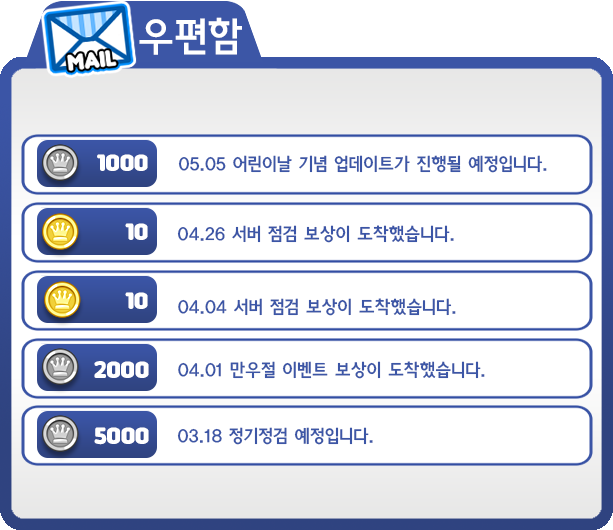 MAIL 우편함
1000 05.05 어린이날 기념 업데이트가 진행될 예정입니다.
10 04.26 서버 점검 보상이 도착했습니다.
10 04.04 서버 점검 보상이 도착했습니다.
2000 04.01 만우절 이벤트 보상이 도착했습니다.
5000 03.18 정기정검 예정입니다.